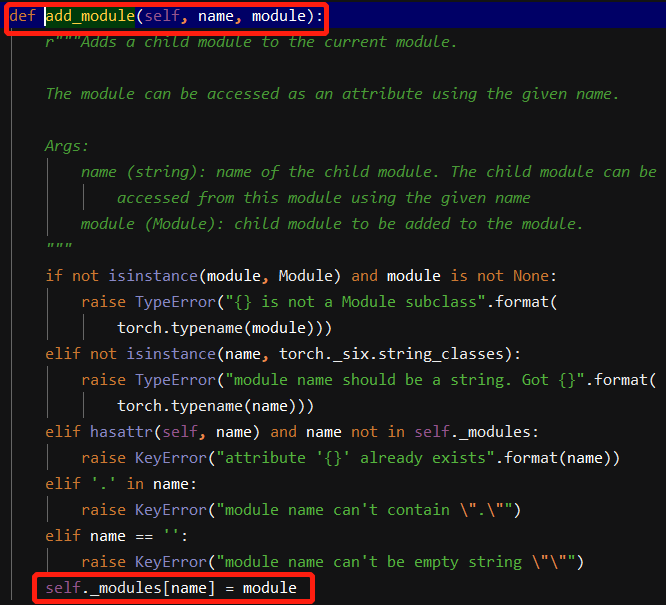 def add_module(self, name, module):
r"""Adds a child module to the current module.
The module can be accessed as an attribute using the given name.
Args:
name (string): name of the child module. The child module can be
accessed from this module using the given name
module (Module): child module to be added to the module.
"""
if not isinstance(module, Module) and module is not None:
raise TypeError("{} is not a Module subclass".format(
torch.typename(module)))
elif not isinstance(name, torch._six.string_classes):
raise TypeError("module name should be a string. Got {}".format(
torch.typename(name)))
elif hasattr(self, name) and name not in self._modules:
raise KeyError("attribute '{}' already exists".format(name))
elif '.' in name:
raise KeyError("module name can't contain \".\"")
elif name == '':
raise KeyError("module name can't be empty string \"\"")
self._modules[name] = module